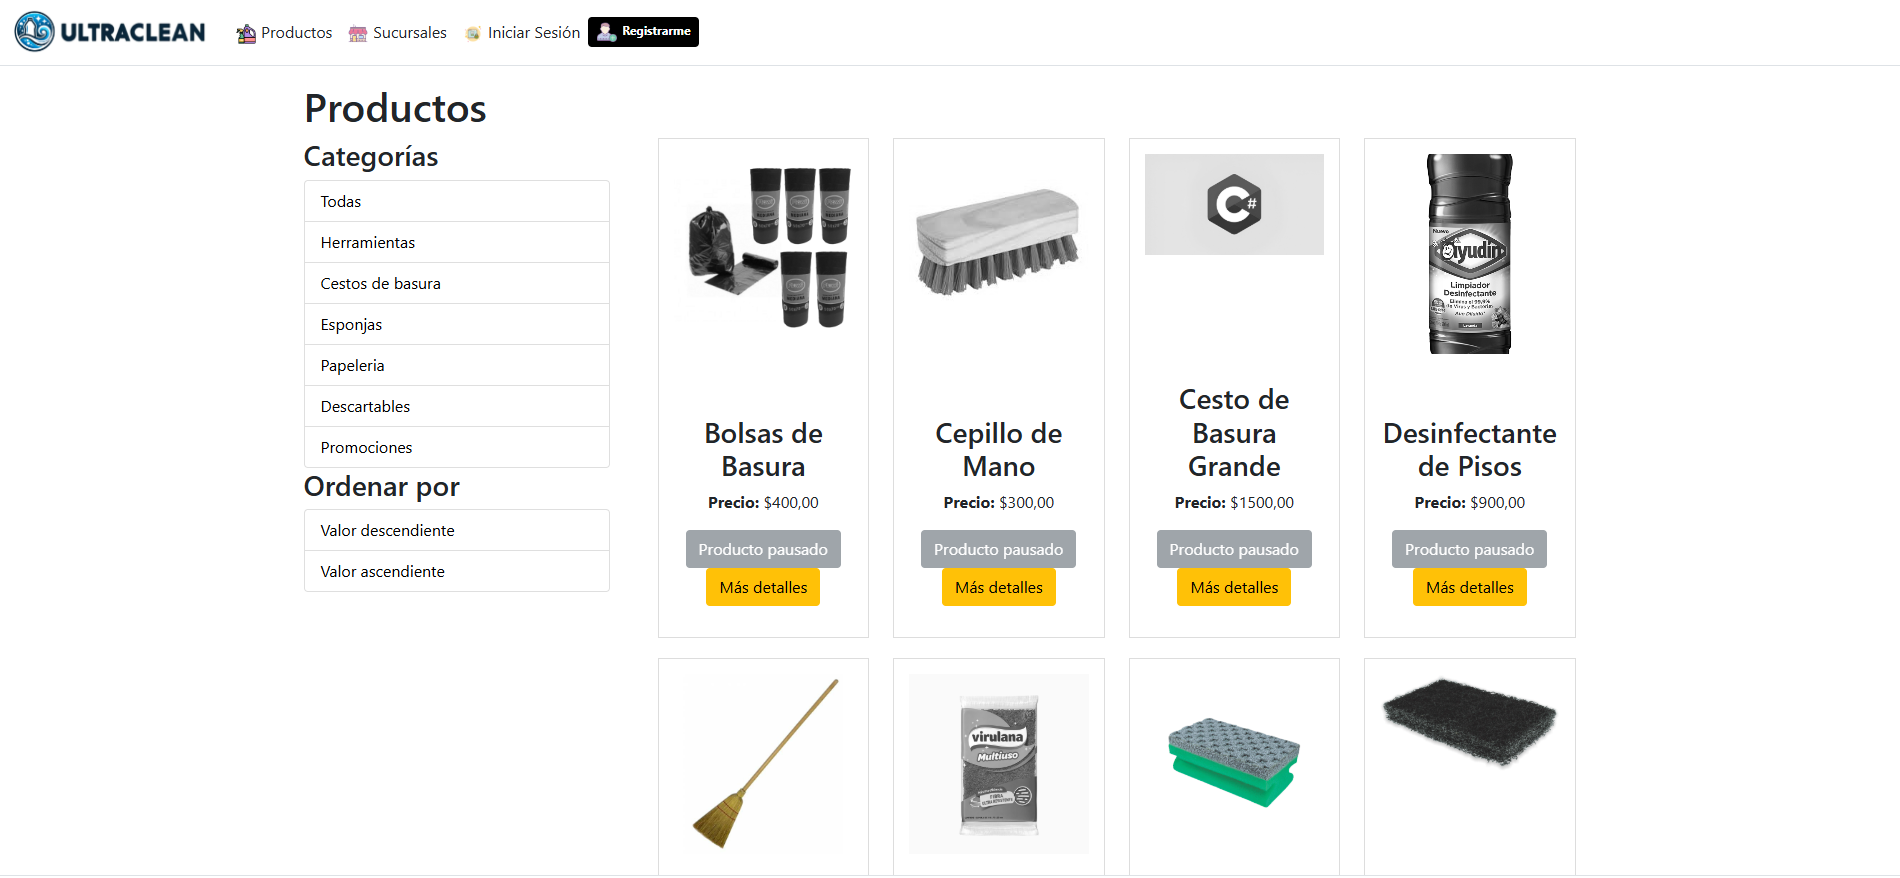 ULTRACLEAN
Productos
Sucursales
Iniciar Sesión
Registrarme
Productos
Categorías
Todas
Herramientas
Cestos de basura
Esponjas
Papeleria
Descartables
Promociones
Ordenar por
Valor descendiente
Valor ascendiente
Bolsas de
Basura
Precio: $400,00
Producto pausado
Más detalles
Cepillo de
Mano
Precio: $300,00
Producto pausado
Más detalles
C#
Cesto de
Basura
Grande
Precio: $1500,00
Producto pausado
Más detalles
Nuevo
Ayudín
Limpiador
Desinfectante
Desinfectante
de Pisos
Precio: $900,00
Producto pausado
Más detalles
virulana
Multiuso